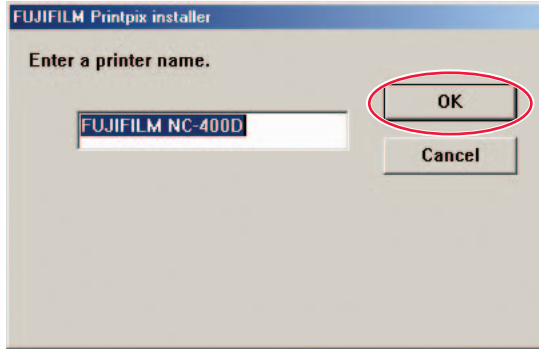 FUJIFILM Printpix installer
Enter a printer name.
OK
FUJIFILM NC-400D
Cancel